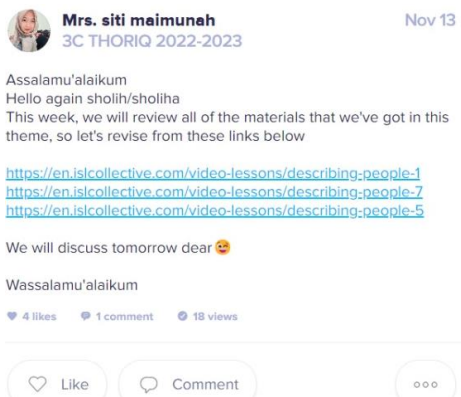 Mrs. siti maimunah
Nov 13
3C THORIQ 2022-2023
Assalamu'alaikum
Hello again sholih/sholiha
This week, we will review all of the materials that we've got in this
theme, so let's revise from these links below
https://en.islcollective.com/video-lessons/describing-people-1
https://en.islcollective.com/video-lessons/describing-people-7
https://en.islcollective.com/video-lessons/describing-people-5
We will discuss tomorrow dear😉
Wassalamu'alaikum
4 likes 1 comment 18 views
Like Comment